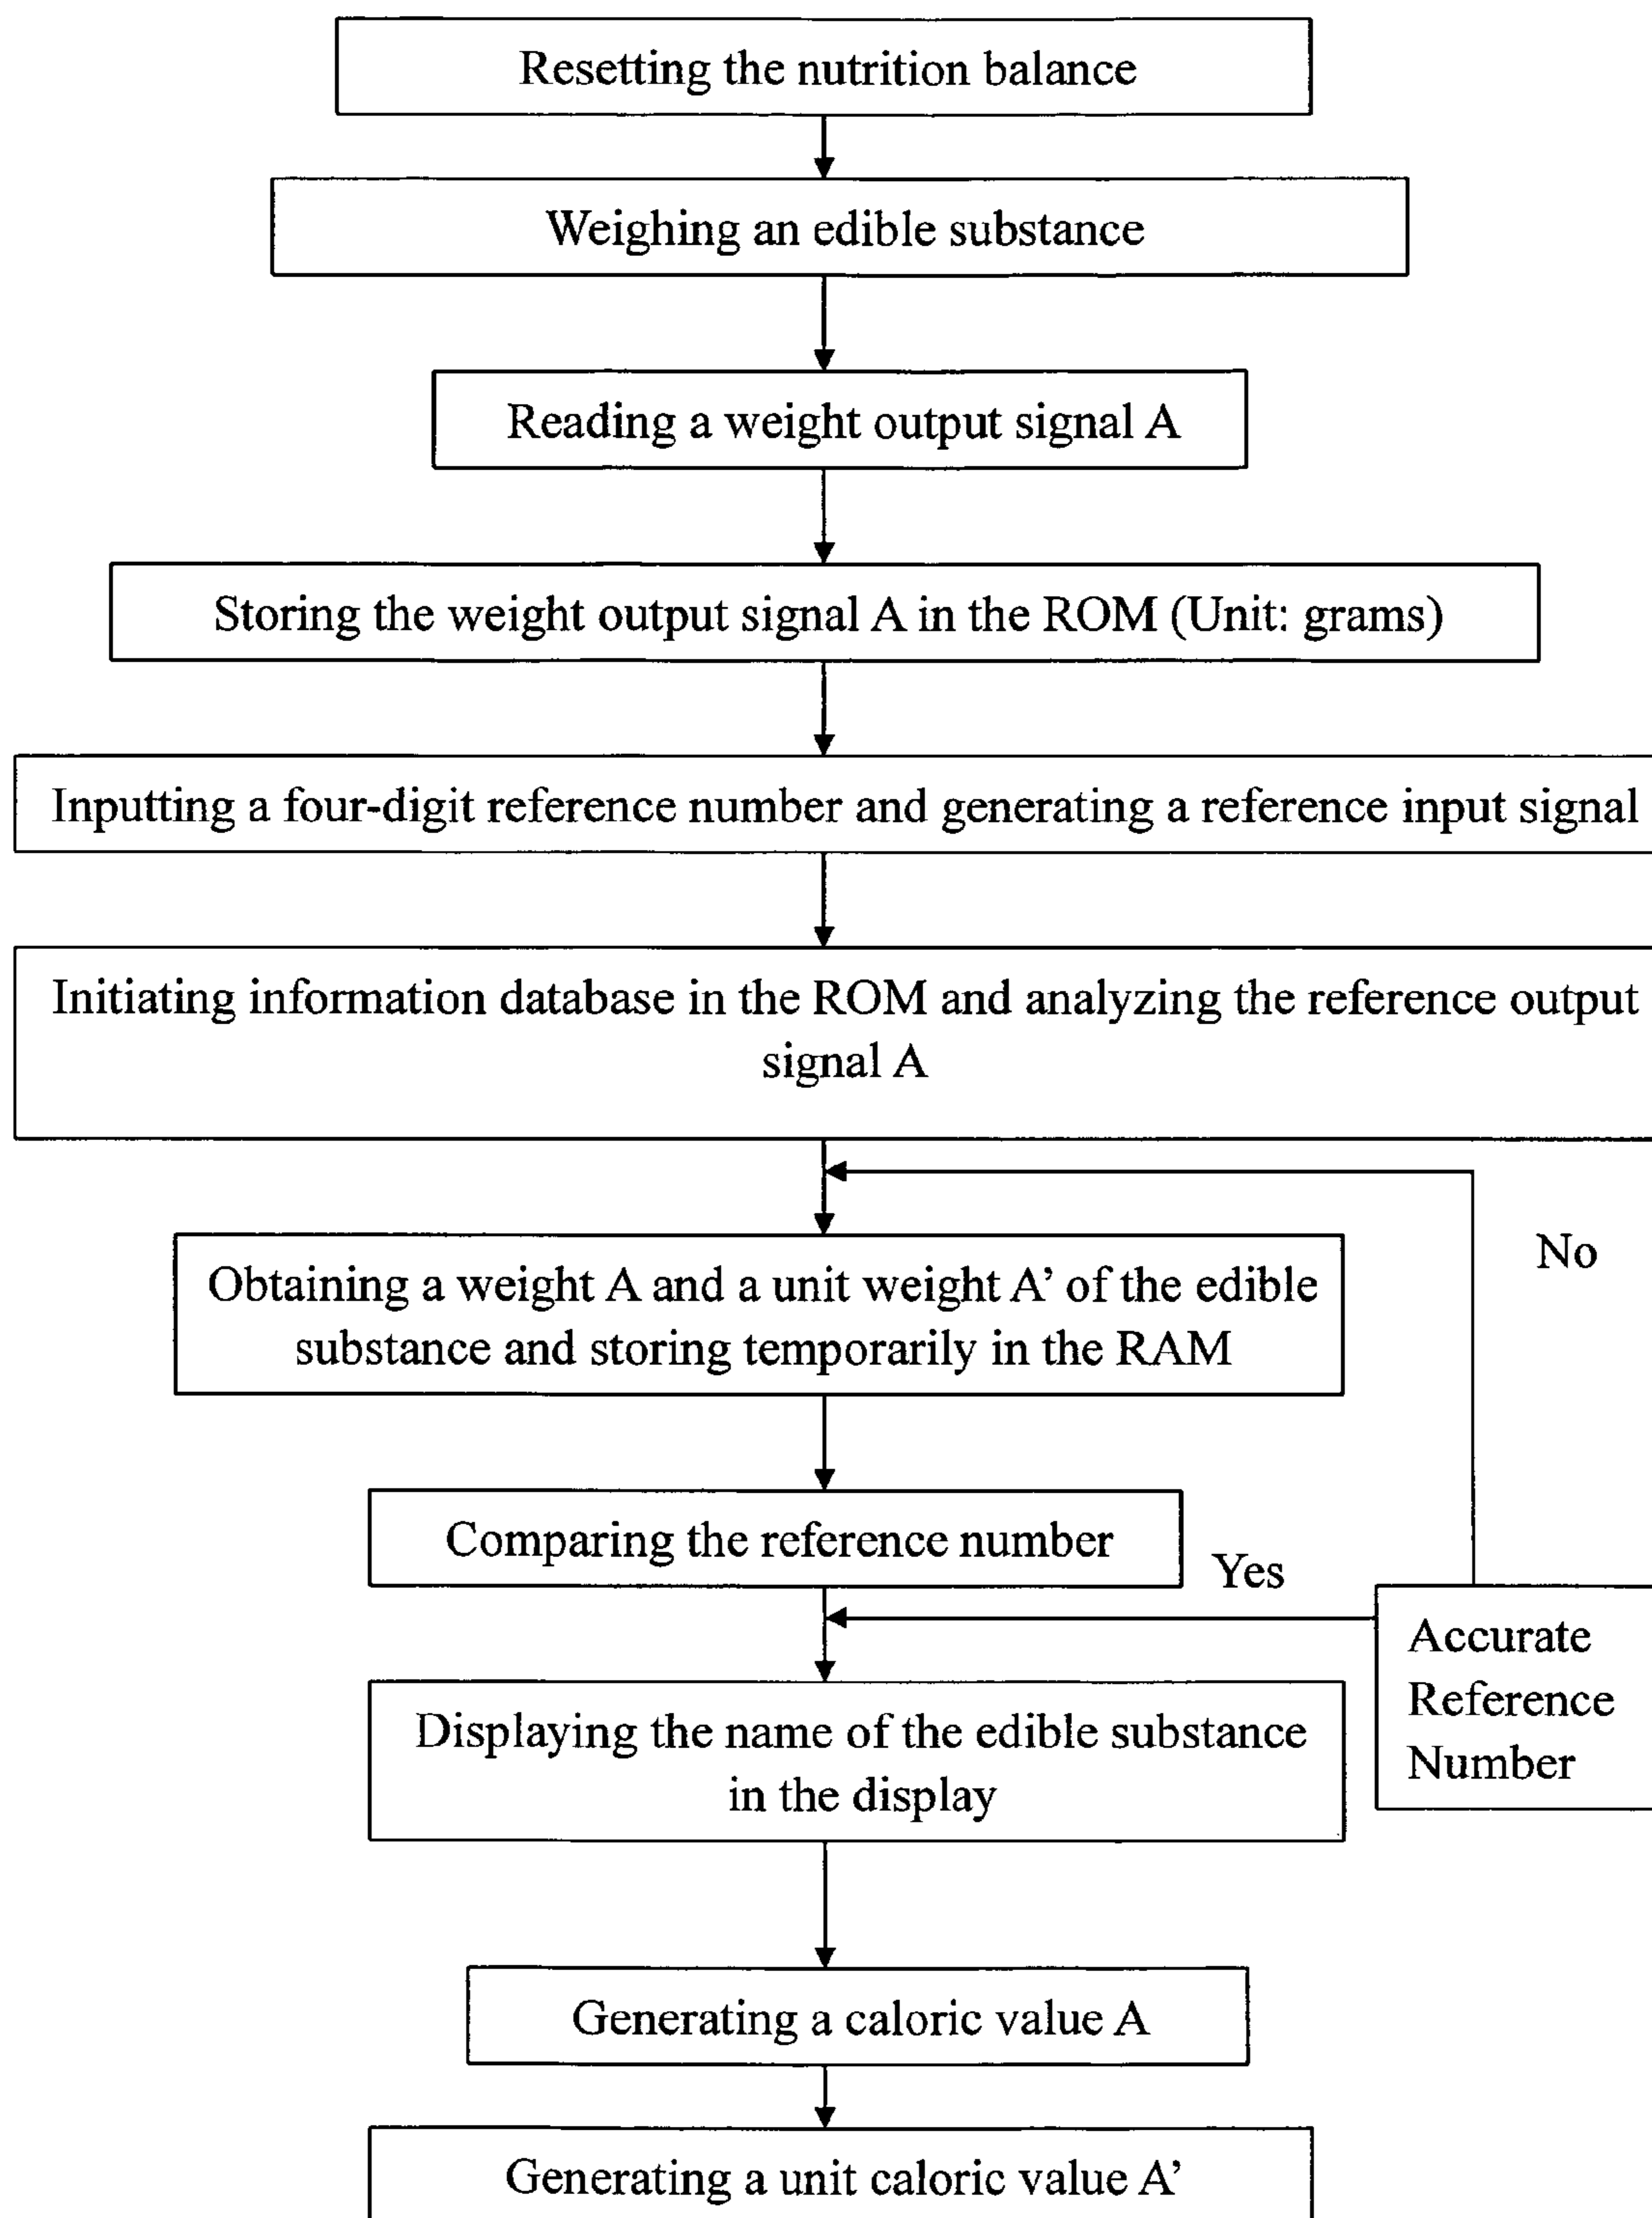 Resetting the nutrition balance
Weighing an edible substance
Reading a weight output signal A
Storing the weight output signal A in the ROM (Unit: grams)
Inputting a four-digit reference number and generating a reference input signal
Initiating information database in the ROM and analyzing the reference output
signal A
No
Obtaining a weight A and a unit weight A’ of the edible
substance and storing temporarily in the RAM
Comparing the reference number
Yes
Accurate
Reference
Number
Displaying the name of the edible substance
in the display
Generating a caloric value A
Generating a unit caloric value A’